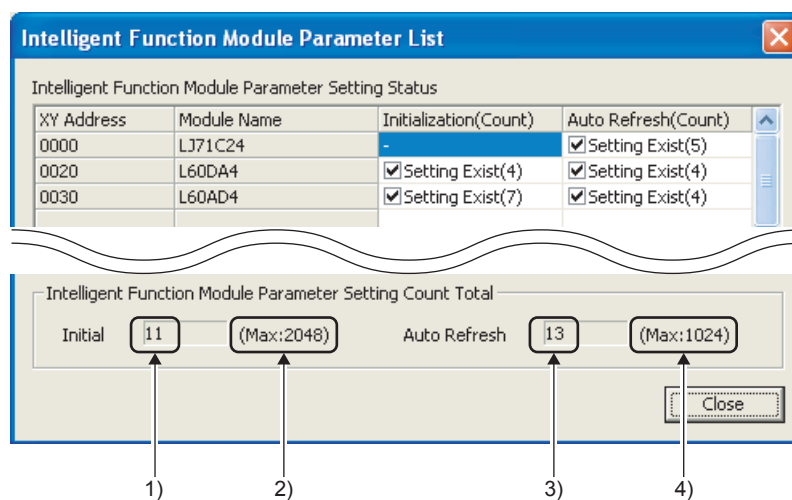 Intelligent Function Module Parameter List
Intelligent Function Module Parameter Setting Status
XY Address Module Name Initialization(Count) Auto Refresh(Count)
0000 LJ71C24 - Setting Exist(5)
0020 L60DA4 Setting Exist(4) Setting Exist(4)
0030 L60AD4 Setting Exist(7) Setting Exist(4)
Intelligent Function Module Parameter Setting Count Total
Initial 11 (Max:2048) Auto Refresh 13 (Max:1024)
Close
1) 2) 3) 4)